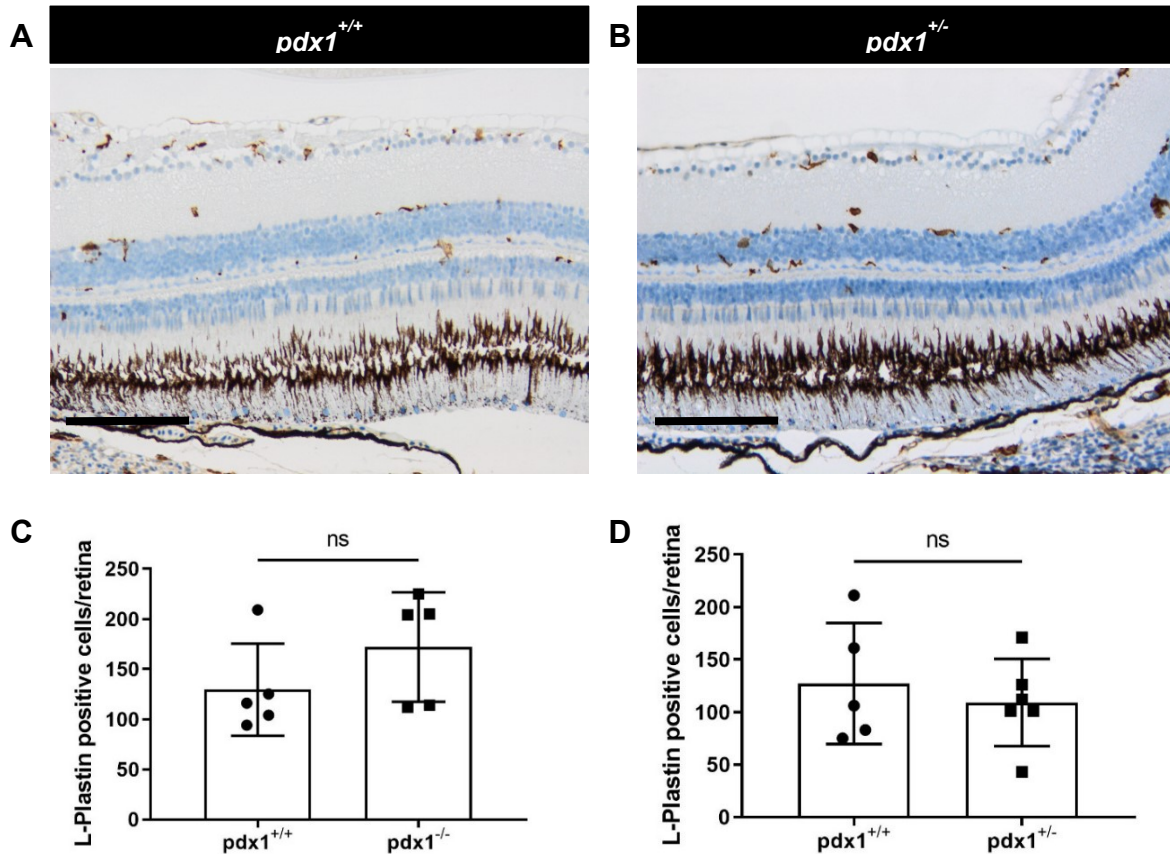 A
pdx1+/+
B
pdx1+/-
C
L-Plastin positive cells/retina
ns
250
200
150
100
50
0
pdx1+/+
pdx1-/-
D
L-Plastin positive cells/retina
ns
250
200
150
100
50
0
pdx1+/+
pdx1+/-